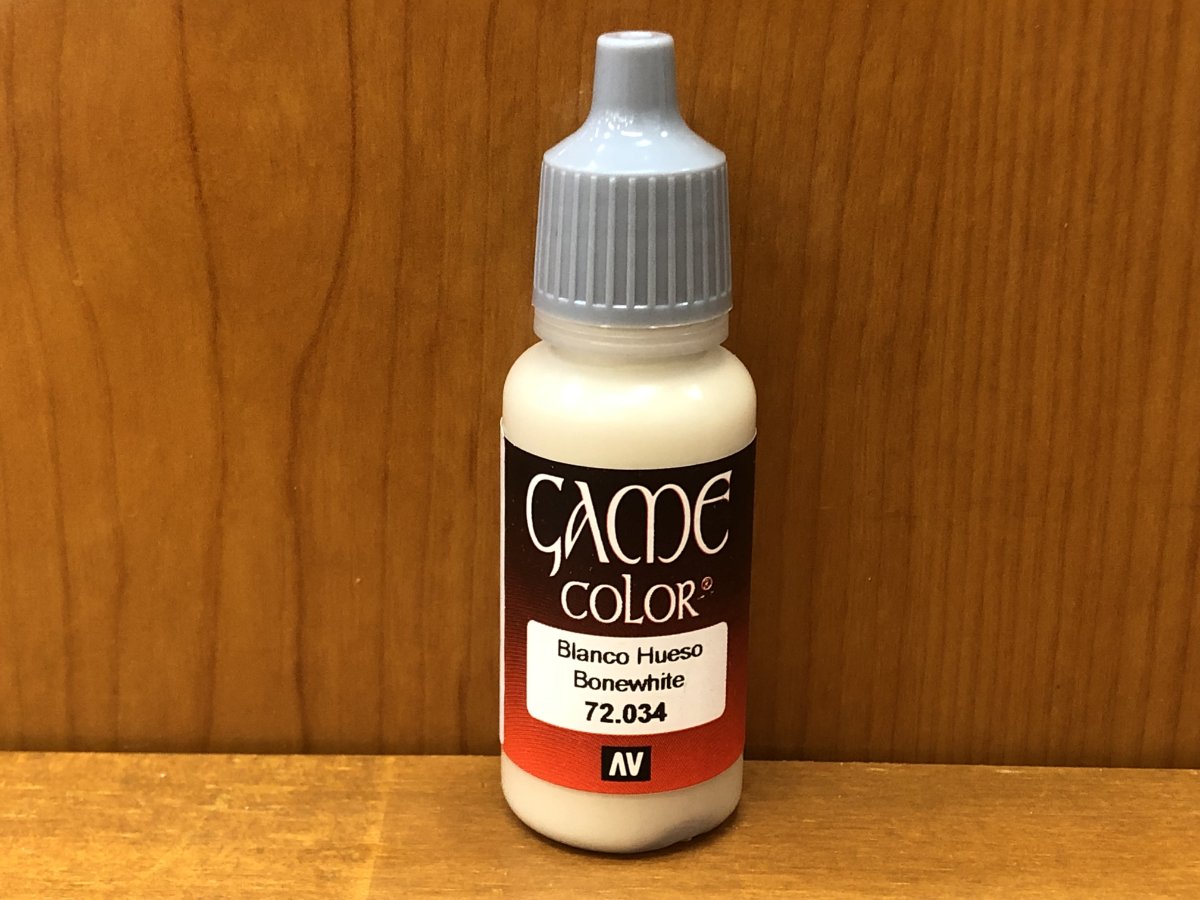 GAME
COLOR®
Blanco Hueso
Bonewhite
72.034
AV